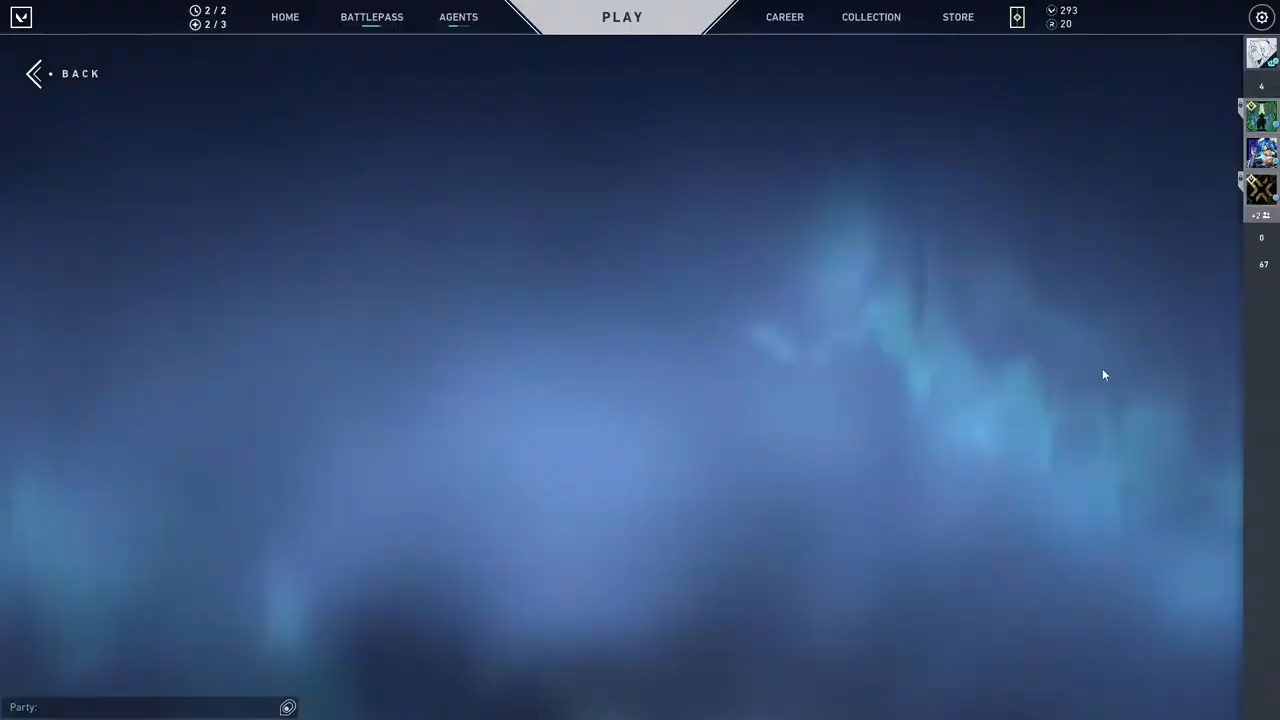 2 / 2
2 / 3
HOME
BATTLEPASS
AGENTS
PLAY
CAREER
COLLECTION
STORE
293
20
• BACK
4
+2
0
67
Party: